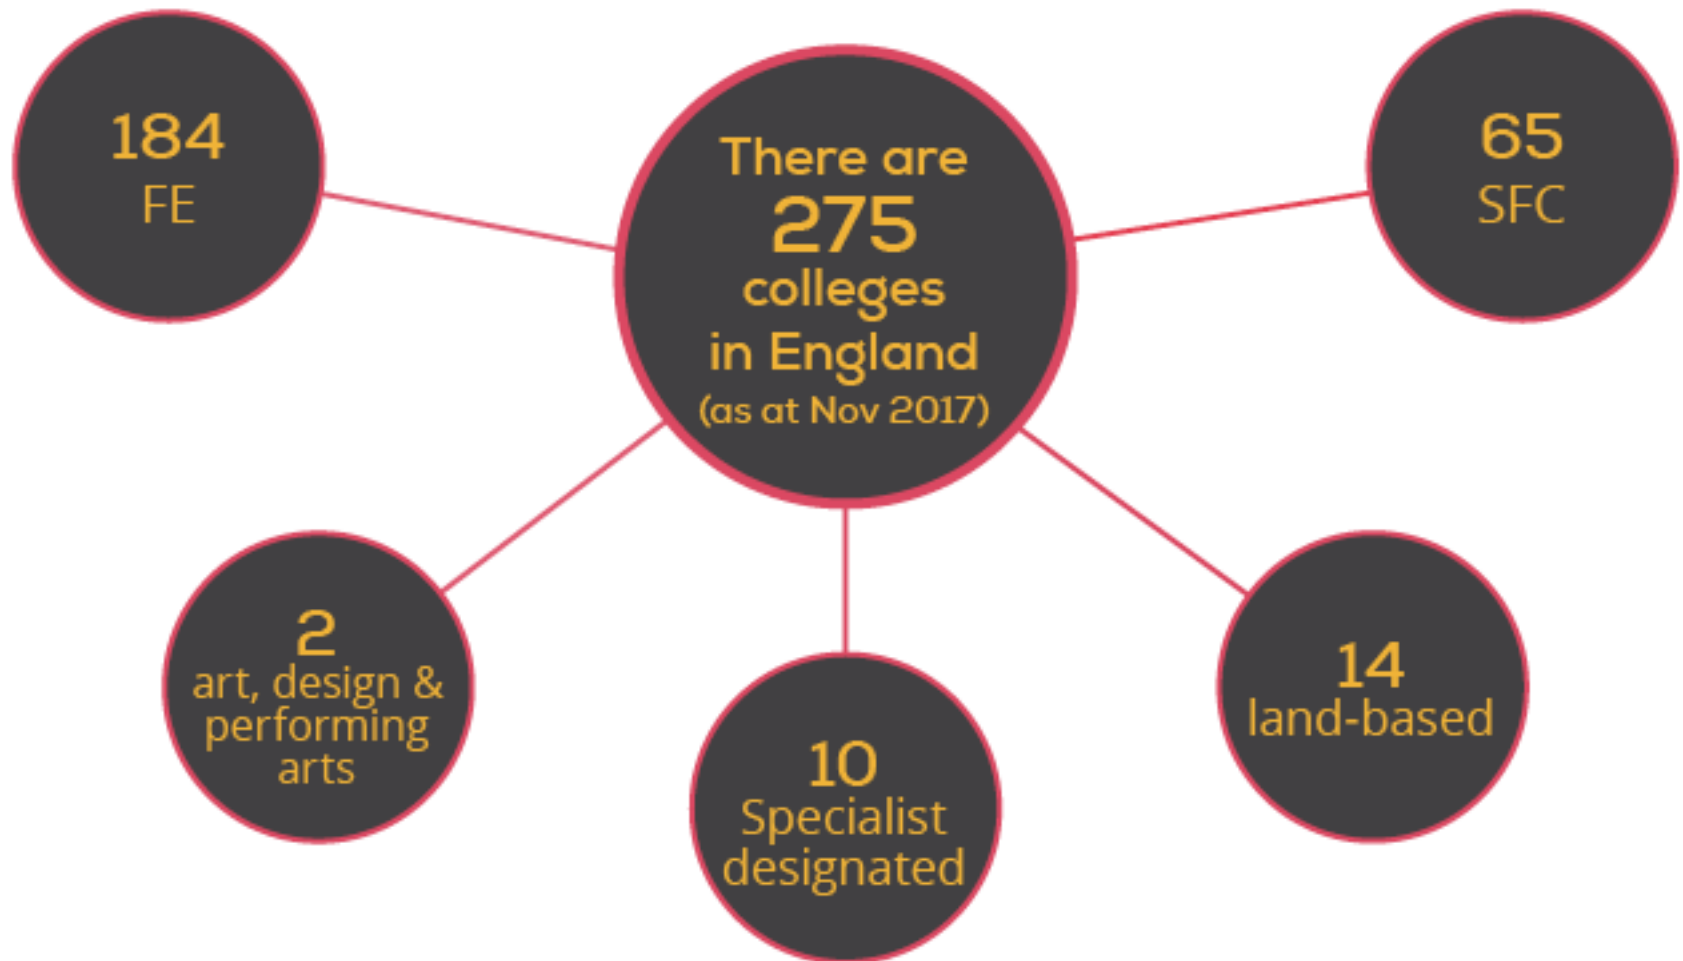 184
FE
There are
275
colleges
in England
(as at Nov 2017)
65
SFC
2
art, design &
performing
arts
10
Specialist
designated
14
land-based